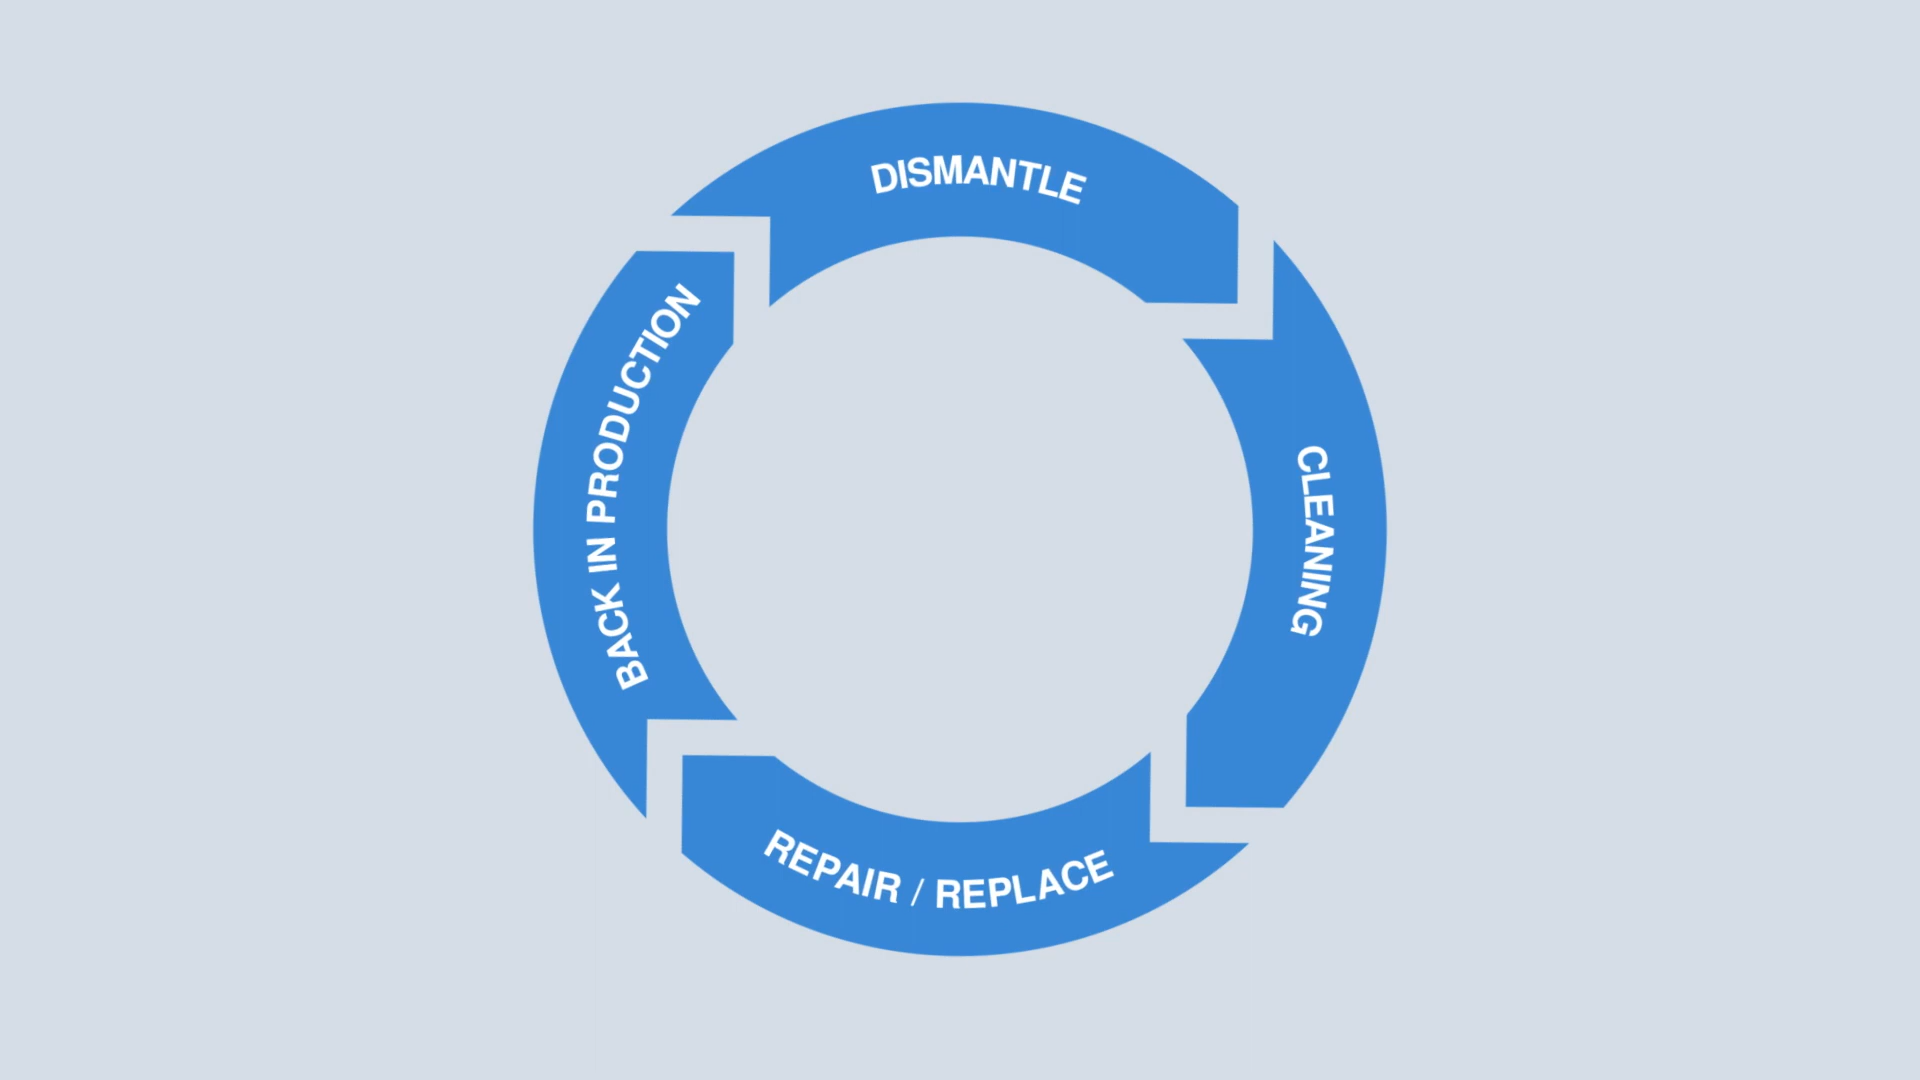 DISMANTLE
CLEANING
REPAIR / REPLACE
BACK IN PRODUCTION